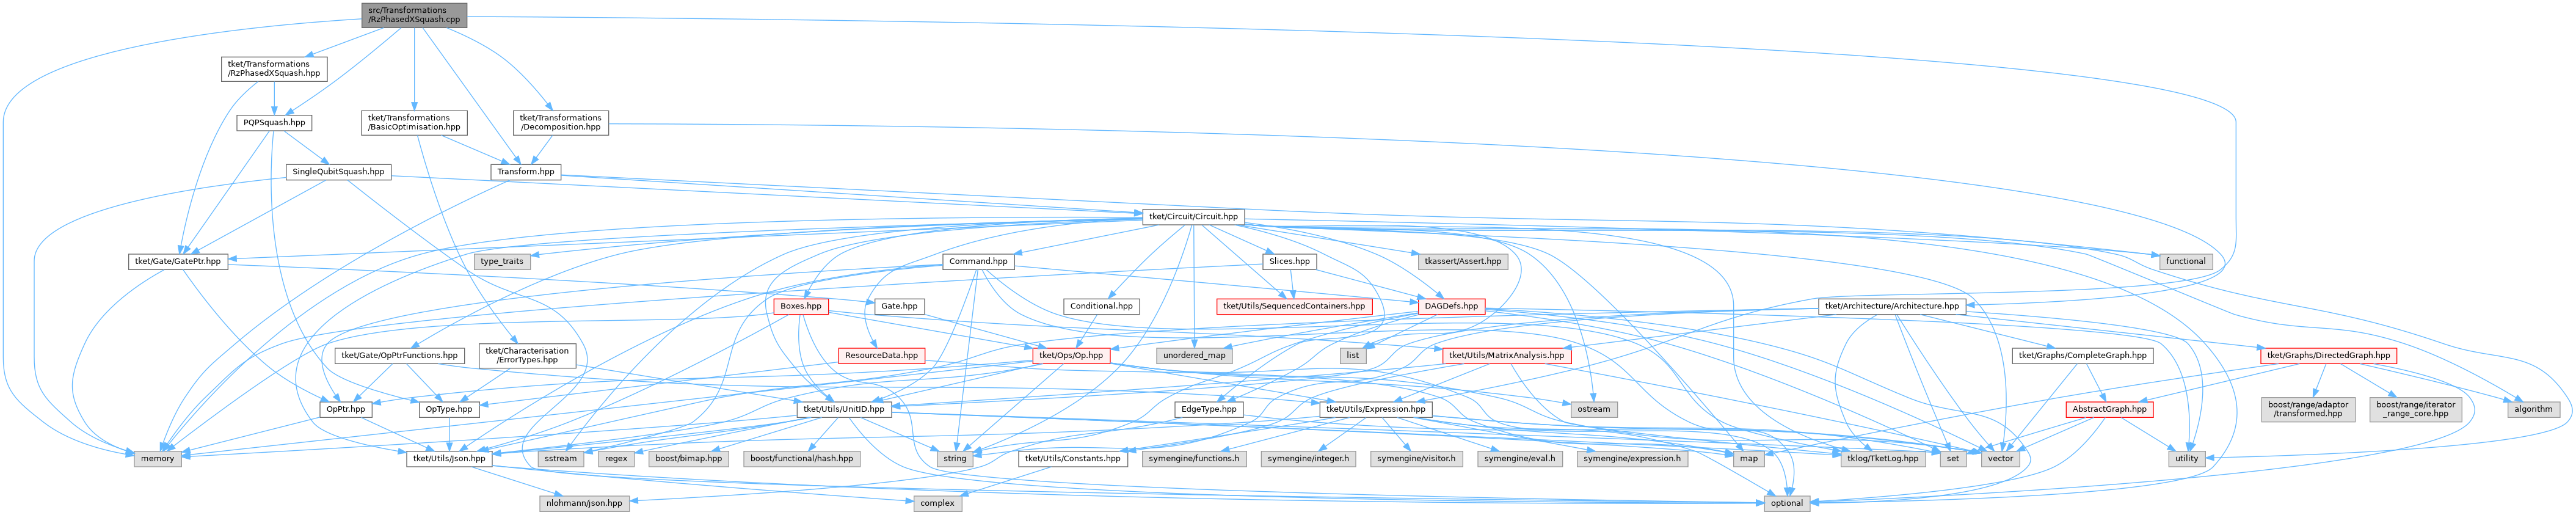 src/Transformations
/RzPhasedXSquash.cpp
tket/Transformations
/RzPhasedXSquash.hpp
PQPSquash.hpp
tket/Transformations
/BasicOptimisation.hpp
tket/Transformations
/Decomposition.hpp
SingleQubitSquash.hpp
Transform.hpp
tket/Circuit/Circuit.hpp
tket/Gate/GatePtr.hpp
type_traits
Command.hpp
Slices.hpp
tkassert/Assert.hpp
functional
Boxes.hpp
Gate.hpp
Conditional.hpp
tket/Utils/SequencedContainers.hpp
DAGDefs.hpp
tket/Architecture/Architecture.hpp
tket/Gate/OpPtrFunctions.hpp
tket/Characterisation
/ErrorTypes.hpp
ResourceData.hpp
tket/Ops/Op.hpp
unordered_map
list
tket/Utils/MatrixAnalysis.hpp
tket/Graphs/CompleteGraph.hpp
tket/Graphs/DirectedGraph.hpp
OpPtr.hpp
OpType.hpp
tket/Utils/UnitID.hpp
EdgeType.hpp
tket/Utils/Expression.hpp
ostream
AbstractGraph.hpp
boost/range/adaptor
/transformed.hpp
boost/range/iterator
_range_core.hpp
algorithm
memory
tket/Utils/Json.hpp
sstream
regex
boost/bimap.hpp
boost/functional/hash.hpp
string
tket/Utils/Constants.hpp
symengine/functions.h
symengine/integer.h
symengine/visitor.h
symengine/eval.h
symengine/expression.h
map
tklog/TketLog.hpp
set
vector
utility
nlohmann/json.hpp
complex
optional